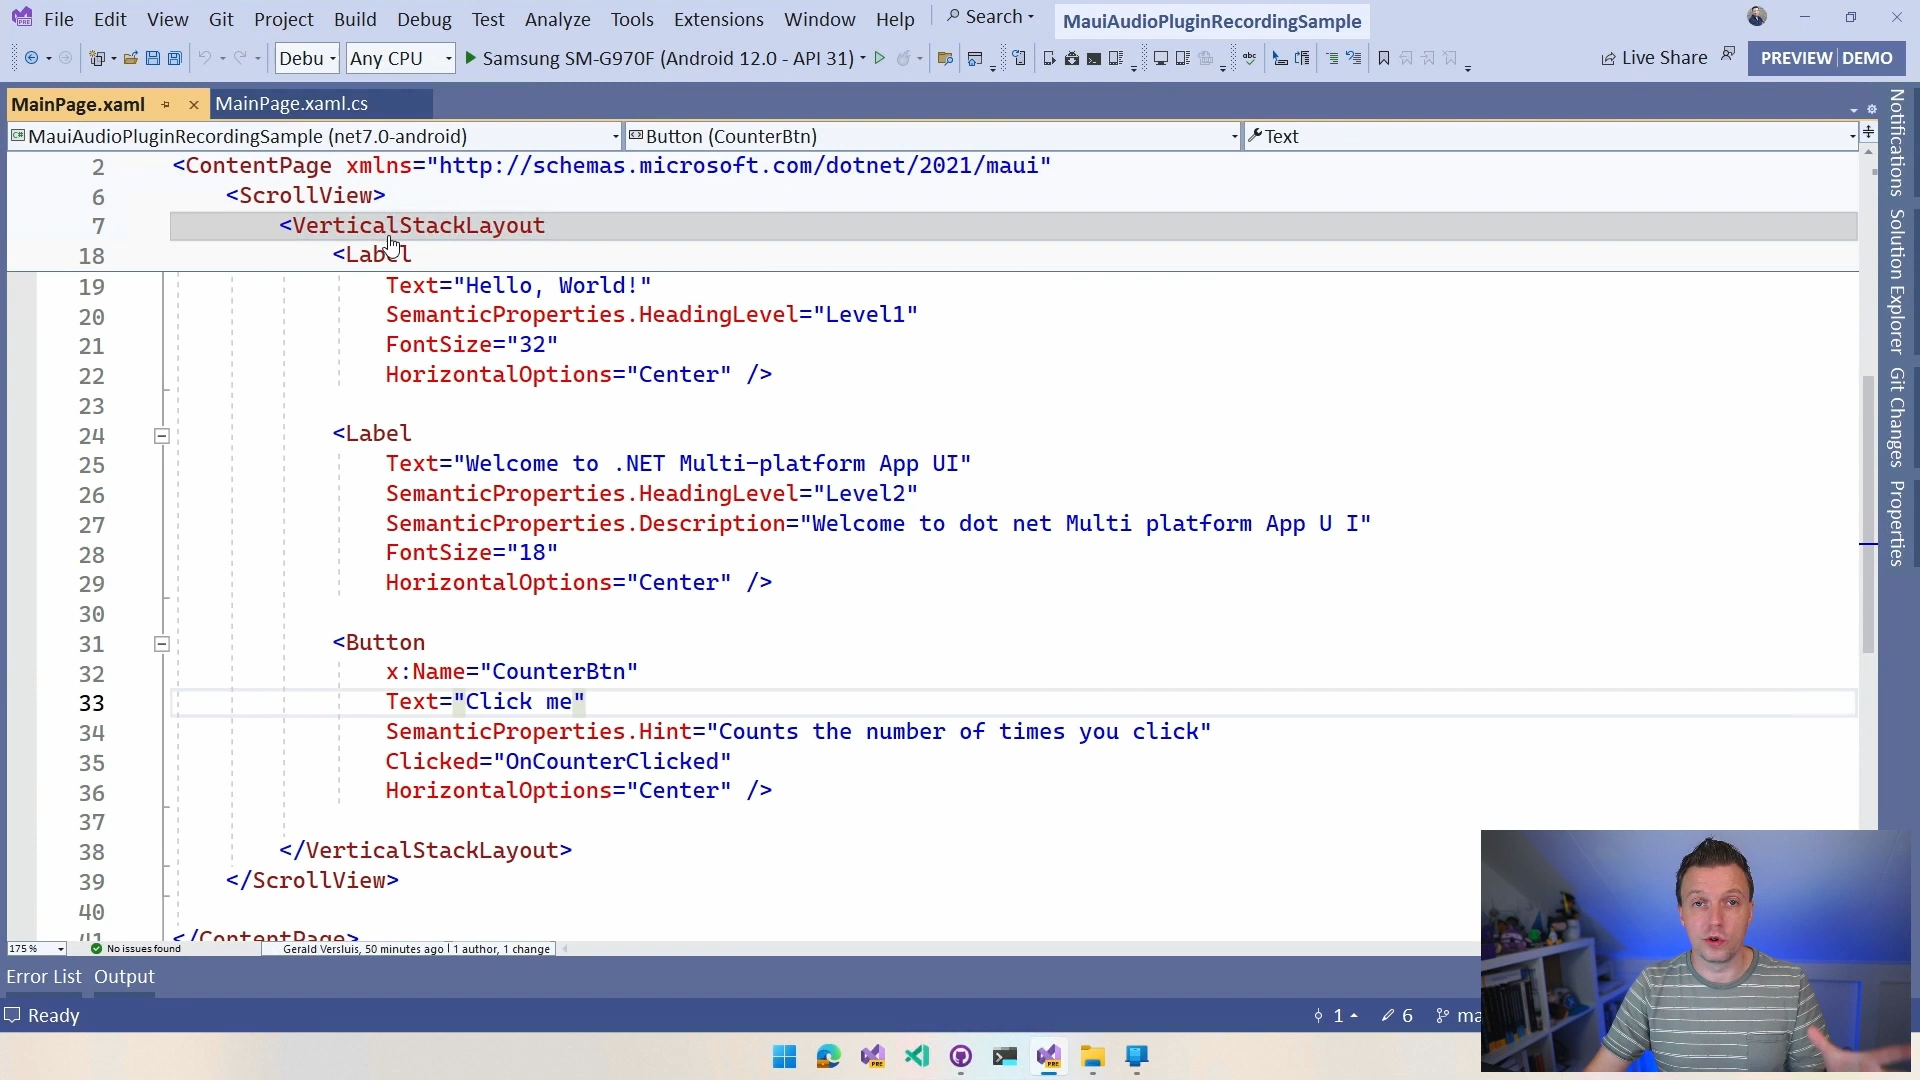 File Edit View Git Project Build Debug Test Analyze Tools Extensions Window Help Search MauiAudioPluginRecordingSample
Debu Any CPU Samsung SM-G970F (Android 12.0 - API 31) Live Share PREVIEW DEMO
MainPage.xaml MainPage.xaml.cs
MauiAudioPluginRecordingSample (net7.0-android) Button (CounterBtn) Text
2 <ContentPage xmlns="http://schemas.microsoft.com/dotnet/2021/maui"
6 <ScrollView>
7 <VerticalStackLayout
18 <Label
19 Text="Hello, World!"
20 SemanticProperties.HeadingLevel="Level1"
21 FontSize="32"
22 HorizontalOptions="Center" />
23
24 <Label
25 Text="Welcome to .NET Multi-platform App UI"
26 SemanticProperties.HeadingLevel="Level2"
27 SemanticProperties.Description="Welcome to dot net Multi platform App U I"
28 FontSize="18"
29 HorizontalOptions="Center" />
30
31 <Button
32 x:Name="CounterBtn"
33 Text="Click me"
34 SemanticProperties.Hint="Counts the number of times you click"
35 Clicked="OnCounterClicked"
36 HorizontalOptions="Center" />
37
38 </VerticalStackLayout>
39 </ScrollView>
40
41 </ContentPage>
175 % No issues found Gerald Versluis, 50 minutes ago | 1 author, 1 change
Error List Output
Ready 1 6 ma
Notifications
Solution Explorer
Git Changes
Properties